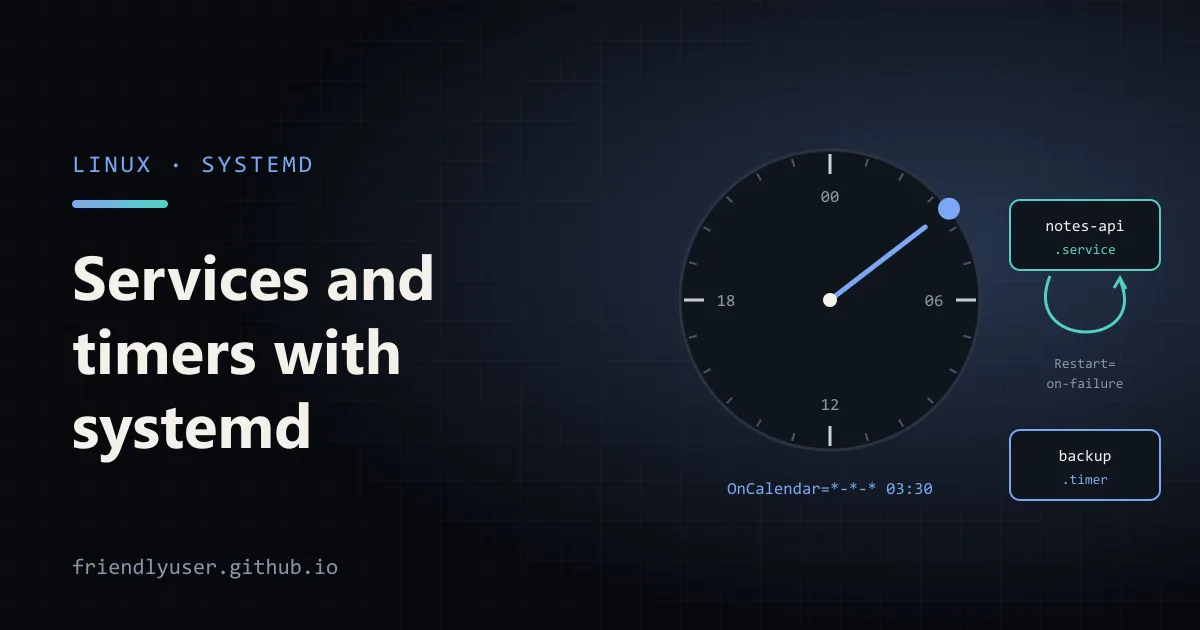 LINUX · SYSTEMD
Services and
timers with
systemd
friendlyuser.github.io
00
06
12
18
OnCalendar=*-*-* 03:30
notes-api
.service
Restart=
on-failure
backup
.timer